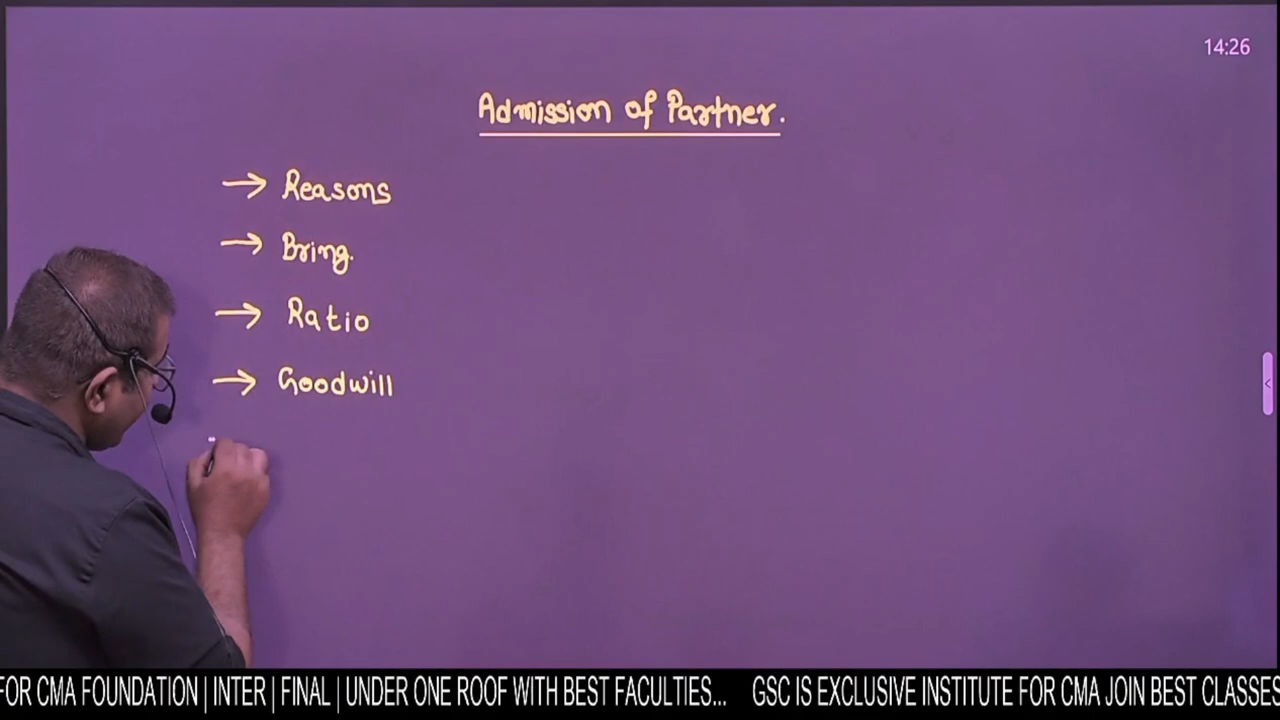 14:26
Admission of Partner.
→ Reasons
→ Bring.
→ Ratio
→ Goodwill
FOR CMA FOUNDATION | INTER | FINAL | UNDER ONE ROOF WITH BEST FACULTIES... GSC IS EXCLUSIVE INSTITUTE FOR CMA JOIN BEST CLASSES